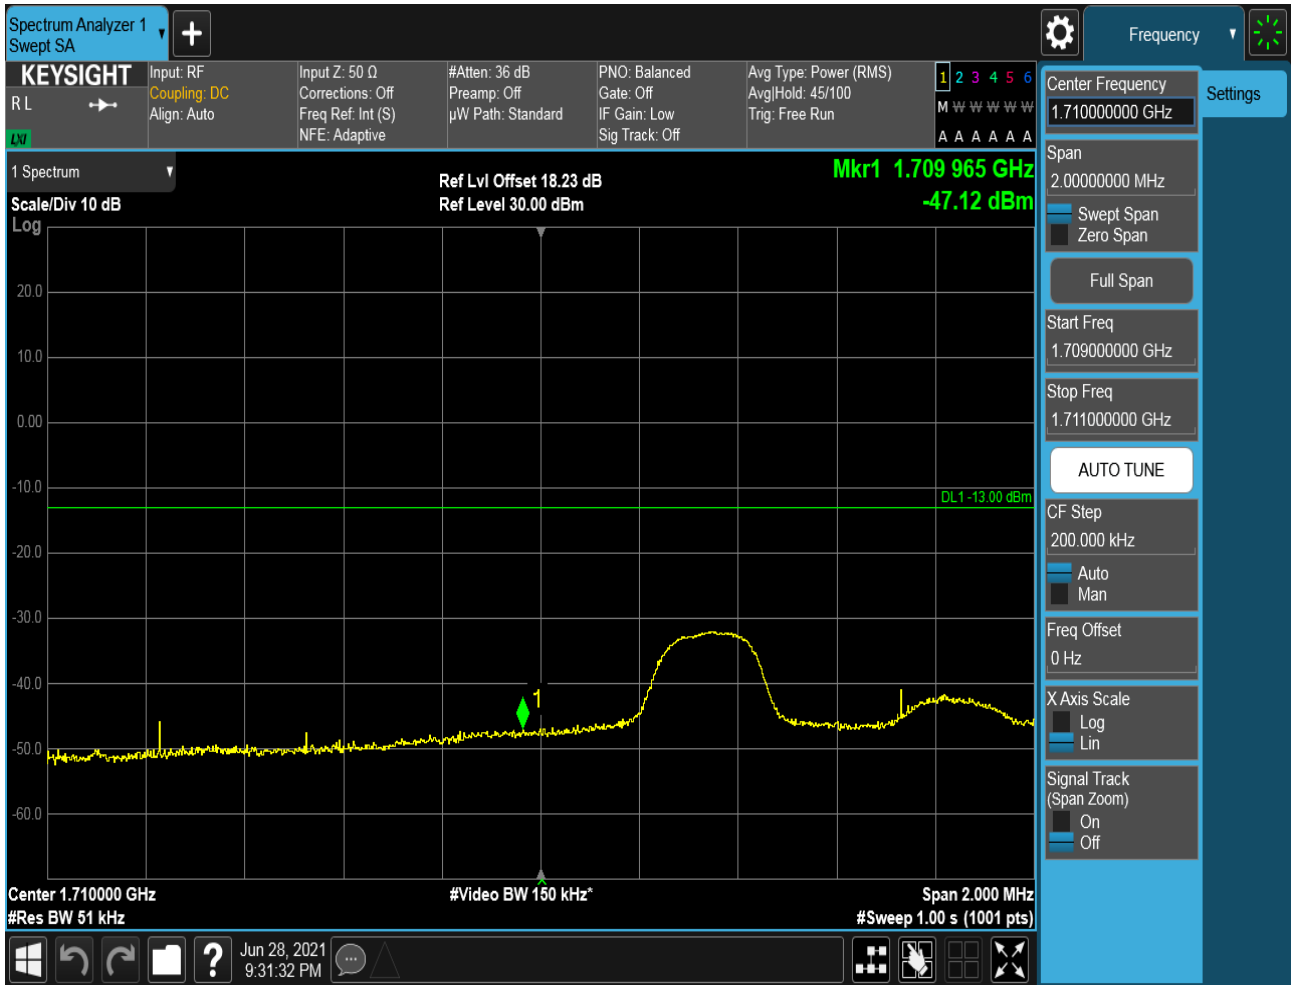 Spectrum Analyzer 1
Swept SA
Frequency
KEYSIGHT
R L
LXI
Input: RF
Coupling: DC
Align: Auto
Input Z: 50 Ω
Corrections: Off
Freq Ref: Int (S)
NFE: Adaptive
#Atten: 36 dB
Preamp: Off
µW Path: Standard
PNO: Balanced
Gate: Off
IF Gain: Low
Sig Track: Off
Avg Type: Power (RMS)
Avg|Hold: 45/100
Trig: Free Run
1 2 3 4 5 6
M W W W W W
A A A A A A
1 Spectrum
Scale/Div 10 dB
Log
Ref Lvl Offset 18.23 dB
Ref Level 30.00 dBm
Mkr1 1.709 965 GHz
-47.12 dBm
20.0
10.0
0.00
-10.0
DL1 -13.00 dBm
-20.0
-30.0
-40.0
1
-50.0
-60.0
Center 1.710000 GHz
#Res BW 51 kHz
#Video BW 150 kHz*
Span 2.000 MHz
#Sweep 1.00 s (1001 pts)
Jun 28, 2021
9:31:32 PM
Center Frequency
1.710000000 GHz
Settings
Span
2.00000000 MHz
Swept Span
Zero Span
Full Span
Start Freq
1.709000000 GHz
Stop Freq
1.711000000 GHz
AUTO TUNE
CF Step
200.000 kHz
Auto
Man
Freq Offset
0 Hz
X Axis Scale
Log
Lin
Signal Track
(Span Zoom)
On
Off